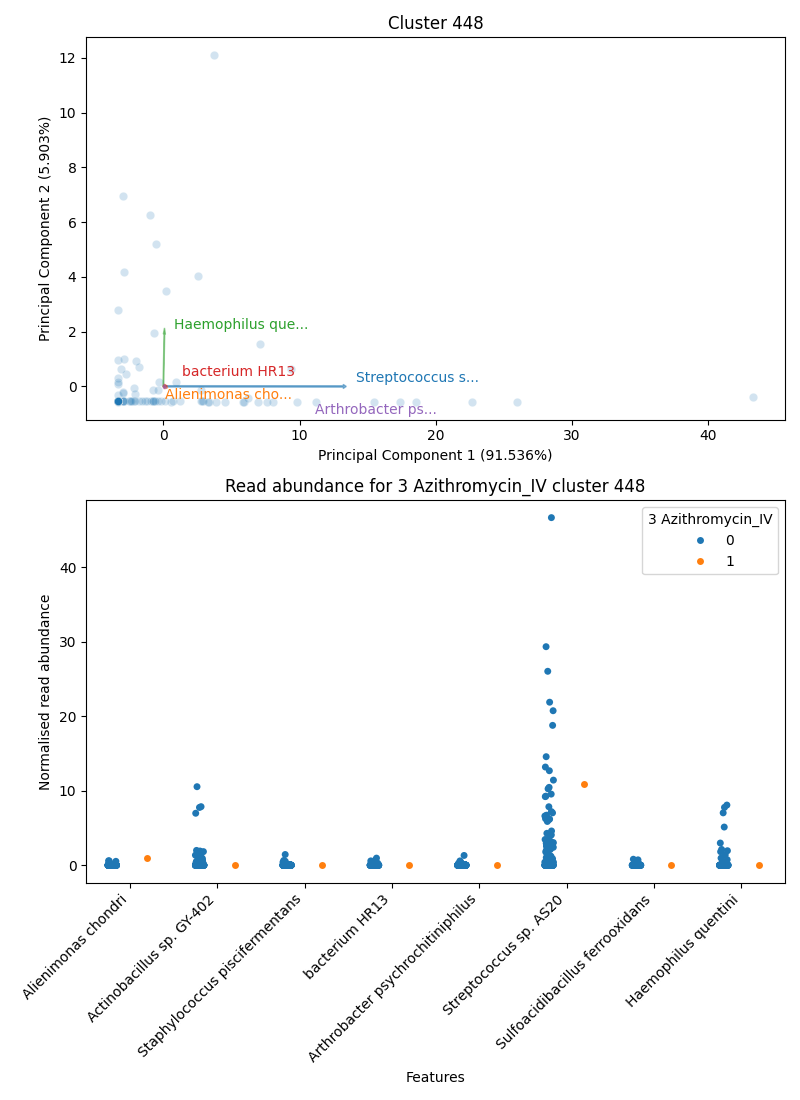 Cluster 448
12
10
8
6
4
2
0
Principal Component 2 (5.903%)
Haemophilus que...
bacterium HR13
Streptococcus s...
Alienimonas cho...
Arthrobacter ps...
0 10 20 30 40
Principal Component 1 (91.536%)
Read abundance for 3 Azithromycin_IV cluster 448
3 Azithromycin_IV
0
1
40
30
20
10
0
Normalised read abundance
Alienimonas chondri
Actinobacillus sp. GY-402
Staphylococcus piscifermentans
bacterium HR13
Arthrobacter psychrochitiniphilus
Streptococcus sp. AS20
Sulfoacidibacillus ferrooxidans
Haemophilus quentini
Features